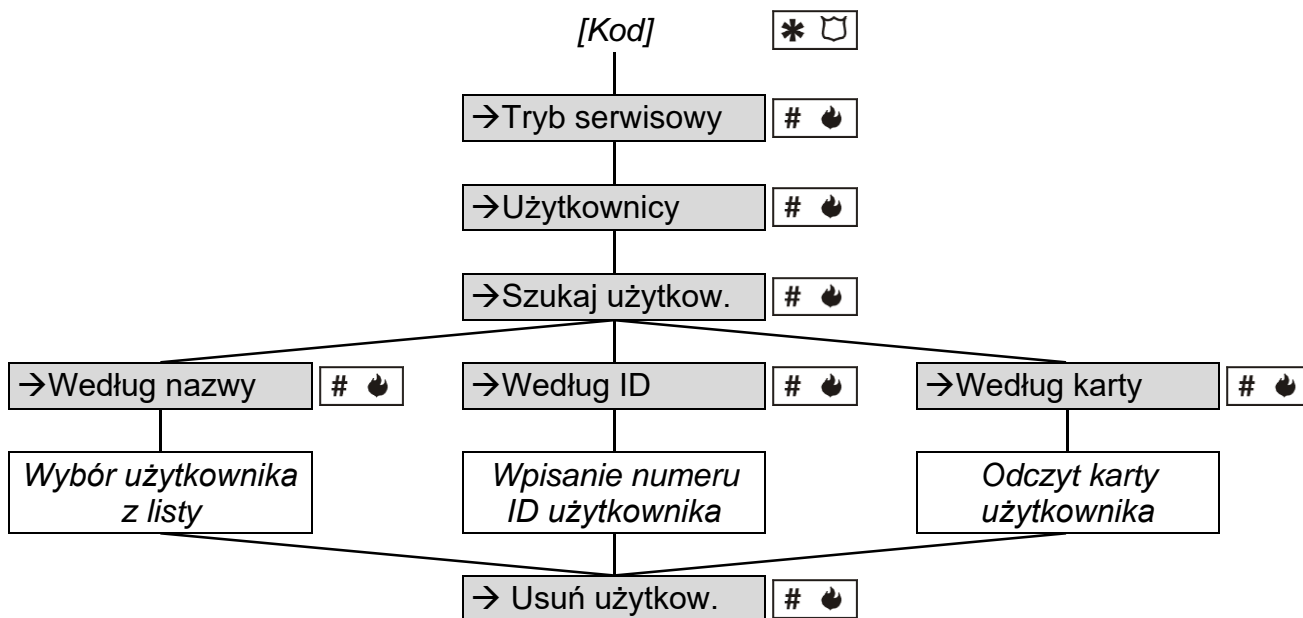 [Kod] *
→Tryb serwisowy #
→Użytkownicy #
→Szukaj użytkow. #
→Według nazwy #
→Według ID #
→Według karty #
Wybór użytkownika
z listy
Wpisanie numeru
ID użytkownika
Odczyt karty
użytkownika
→ Usuń użytkow. #